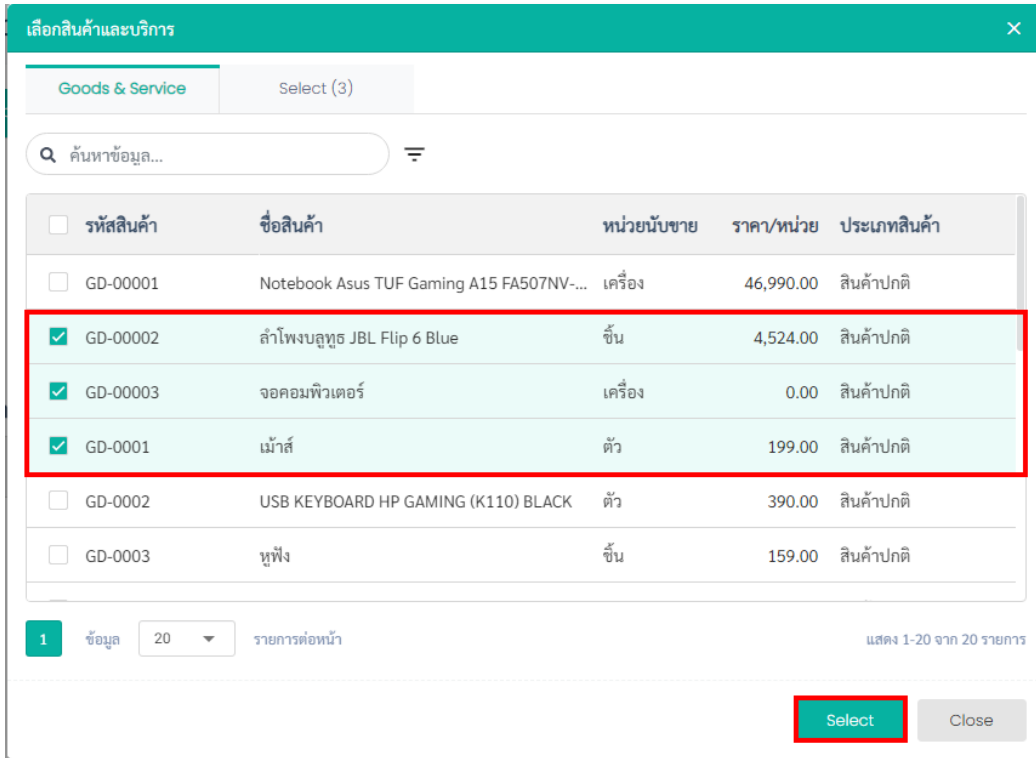 เลือกสินค้าและบริการ
Goods & Service Select (3)
ค้นหาข้อมูล...
รหัสสินค้า ชื่อสินค้า หน่วยนับขาย ราคา/หน่วย ประเภทสินค้า
GD-00001 Notebook Asus TUF Gaming A15 FA507NV-... เครื่อง 46,990.00 สินค้าปกติ
GD-00002 ลำโพงบลูทูธ JBL Flip 6 Blue ชิ้น 4,524.00 สินค้าปกติ
GD-00003 จอคอมพิวเตอร์ เครื่อง 0.00 สินค้าปกติ
GD-0001 เม้าส์ ตัว 199.00 สินค้าปกติ
GD-0002 USB KEYBOARD HP GAMING (K110) BLACK ตัว 390.00 สินค้าปกติ
GD-0003 หูฟัง ชิ้น 159.00 สินค้าปกติ
1 ข้อมูล 20 รายการต่อหน้า แสดง 1-20 จาก 20 รายการ
Select Close